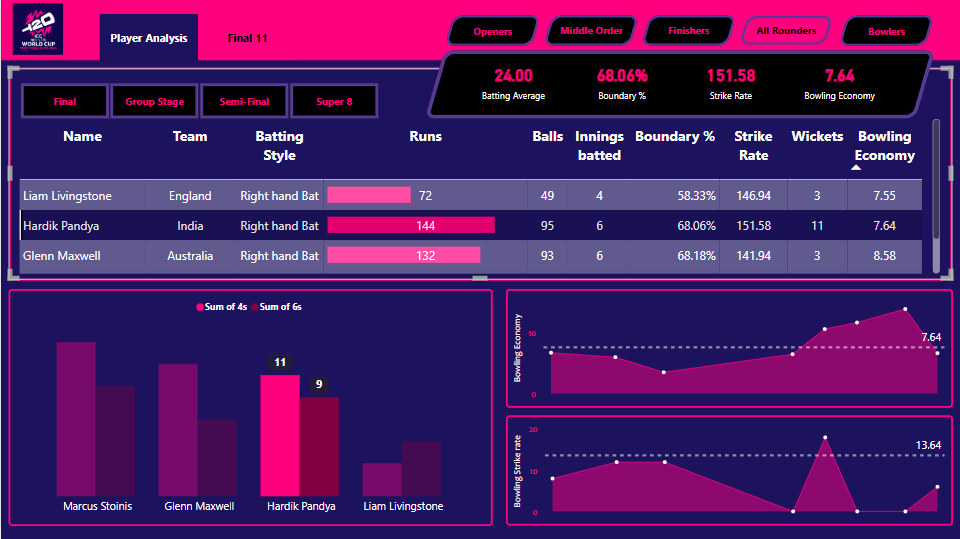 T20
ICC
WORLD CUP
Player Analysis
Final 11
Openers
Middle Order
Finishers
All Rounders
Bowlers
24.00
68.06%
151.58
7.64
Batting Average
Boundary %
Strike Rate
Bowling Economy
Final
Group Stage
Semi-Final
Super 8
Name
Team
Batting Style
Runs
Balls
Innings batted
Boundary %
Strike Rate
Wickets
Bowling Economy
Liam Livingstone England Right hand Bat 72 49 4 58.33% 146.94 3 7.55
Hardik Pandya India Right hand Bat 144 95 6 68.06% 151.58 11 7.64
Glenn Maxwell Australia Right hand Bat 132 93 6 68.18% 141.94 3 8.58
Sum of 4s Sum of 6s
11
9
Marcus Stoinis
Glenn Maxwell
Hardik Pandya
Liam Livingstone
Bowling Economy
10
0
7.64
Bowling Strike rate
20
10
0
13.64